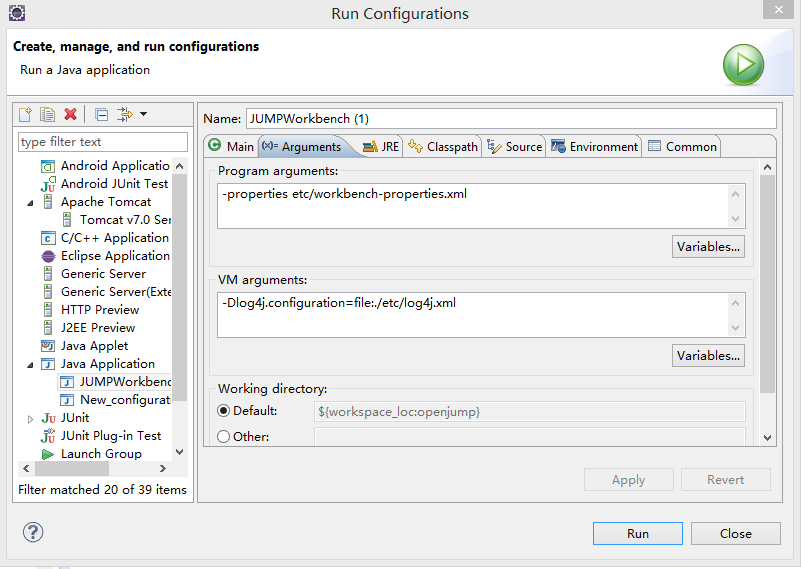 Run Configurations
Create, manage, and run configurations
Run a Java application
type filter text
Android Applicatio
Android JUnit Test
Apache Tomcat
Tomcat v7.0 Ser
C/C++ Application
Eclipse Application
Generic Server
Generic Server(Exte
HTTP Preview
J2EE Preview
Java Applet
Java Application
JUMPWorkbenc
New_configurat
JUnit
JUnit Plug-in Test
Launch Group
Filter matched 20 of 39 items
Name: JUMPWorkbench (1)
Main (x)= Arguments JRE Classpath Source Environment Common
Program arguments:
-properties etc/workbench-properties.xml
Variables...
VM arguments:
-Dlog4j.configuration=file:./etc/log4j.xml
Variables...
Working directory:
Default: ${workspace_loc:openjump}
Other:
Apply Revert
Run Close